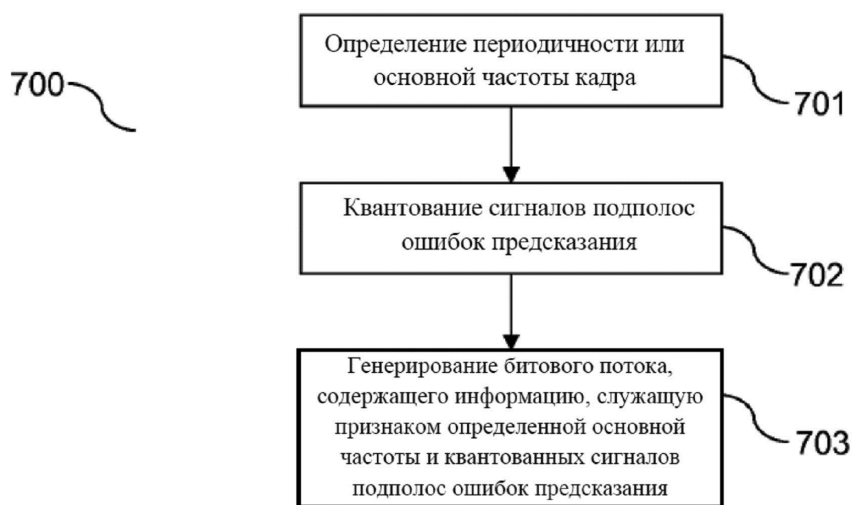 Определение периодичности или
основной частоты кадра
700
701
Квантование сигналов подполос
ошибок предсказания
702
Генерирование битового потока,
содержащего информацию, служащую
признаком определенной основной
частоты и квантованных сигналов
подполос ошибок предсказания
703